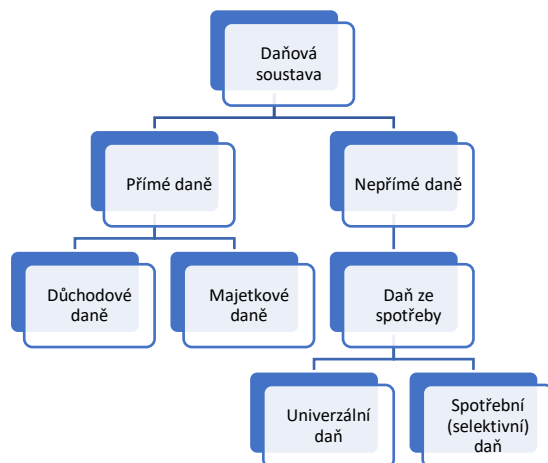 Daňová
soustava
Přímé daně
Nepřímé daně
Důchodové
daně
Majetkové
daně
Daň ze
spotřeby
Univerzální
daň
Spotřební
(selektivní)
daň